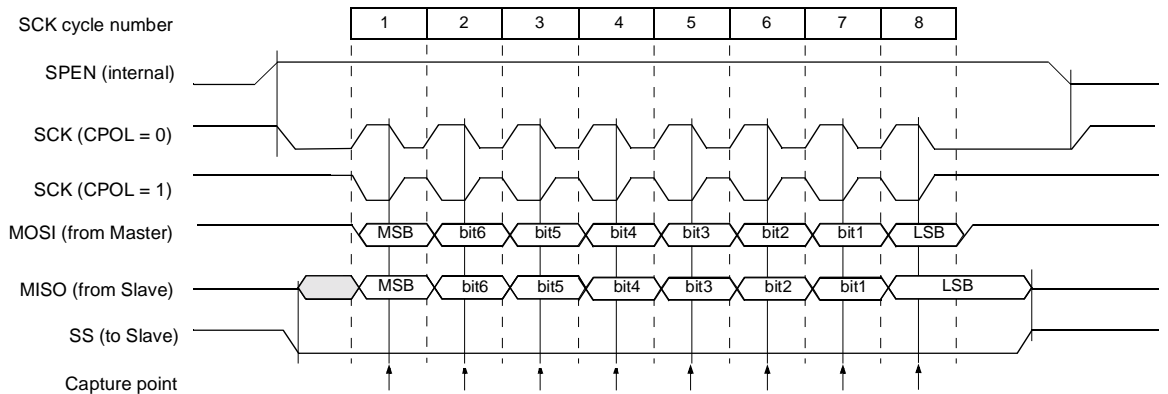 SCK cycle number 1 2 3 4 5 6 7 8
SPEN (internal)
SCK (CPOL = 0)
SCK (CPOL = 1)
MOSI (from Master) MSB bit6 bit5 bit4 bit3 bit2 bit1 LSB
MISO (from Slave) MSB bit6 bit5 bit4 bit3 bit2 bit1 LSB
SS (to Slave)
Capture point